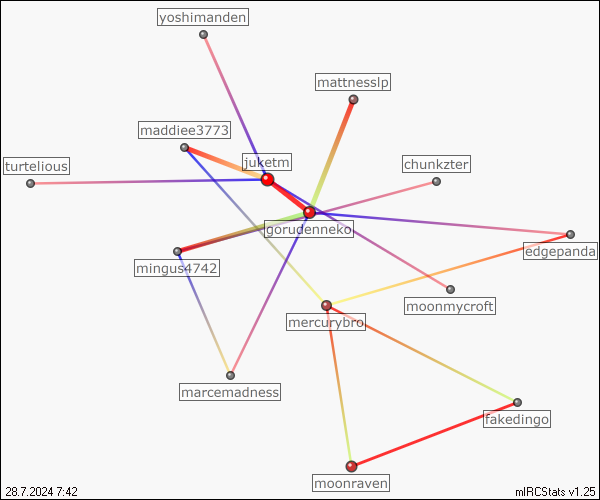 yoshimanden
mattnesslp
maddiee3773
juketm
chunkzter
turtelious
gorudenneko
edgepanda
mingus4742
moonmycroft
mercurybro
marcemadness
fakedingo
moonraven
28.7.2024 7:42
mIRCStats v1.25